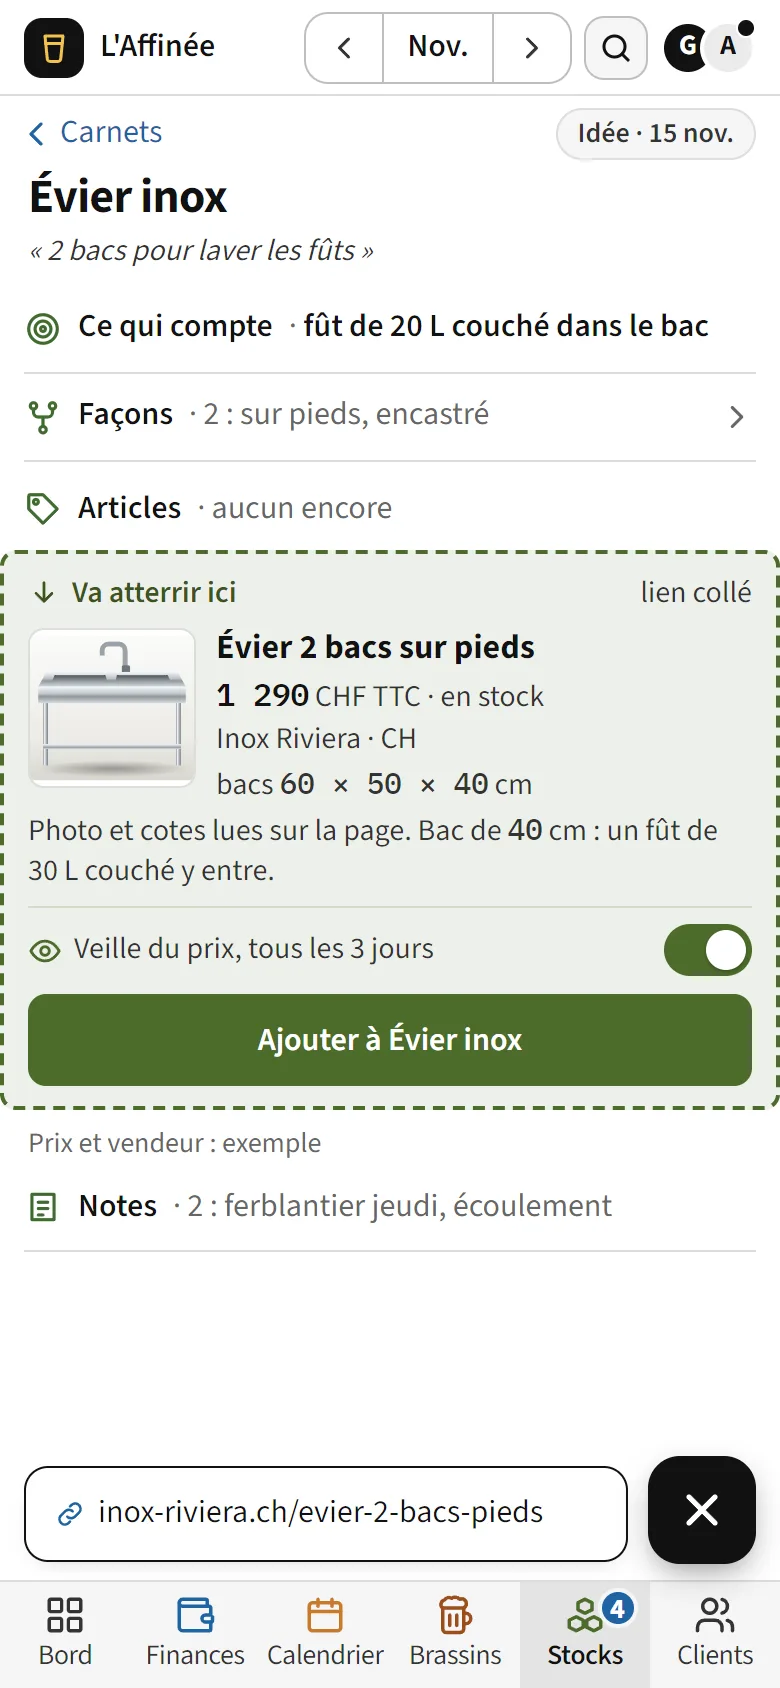 L'Affinée
Nov.
G
A
Carnets
Idée · 15 nov.
Évier inox
« 2 bacs pour laver les fûts »
Ce qui compte · fût de 20 L couché dans le bac
Façons · 2 : sur pieds, encastré
Articles · aucun encore
Va atterrir ici
lien collé
Évier 2 bacs sur pieds
1 290 CHF TTC · en stock
Inox Riviera · CH
bacs 60 × 50 × 40 cm
Photo et cotes lues sur la page. Bac de 40 cm : un fût de
30 L couché y entre.
Veille du prix, tous les 3 jours
Ajouter à Évier inox
Prix et vendeur : exemple
Notes · 2 : ferblantier jeudi, écoulement
inox-riviera.ch/evier-2-bacs-pieds
4
Bord
Finances
Calendrier
Brassins
Stocks
Clients